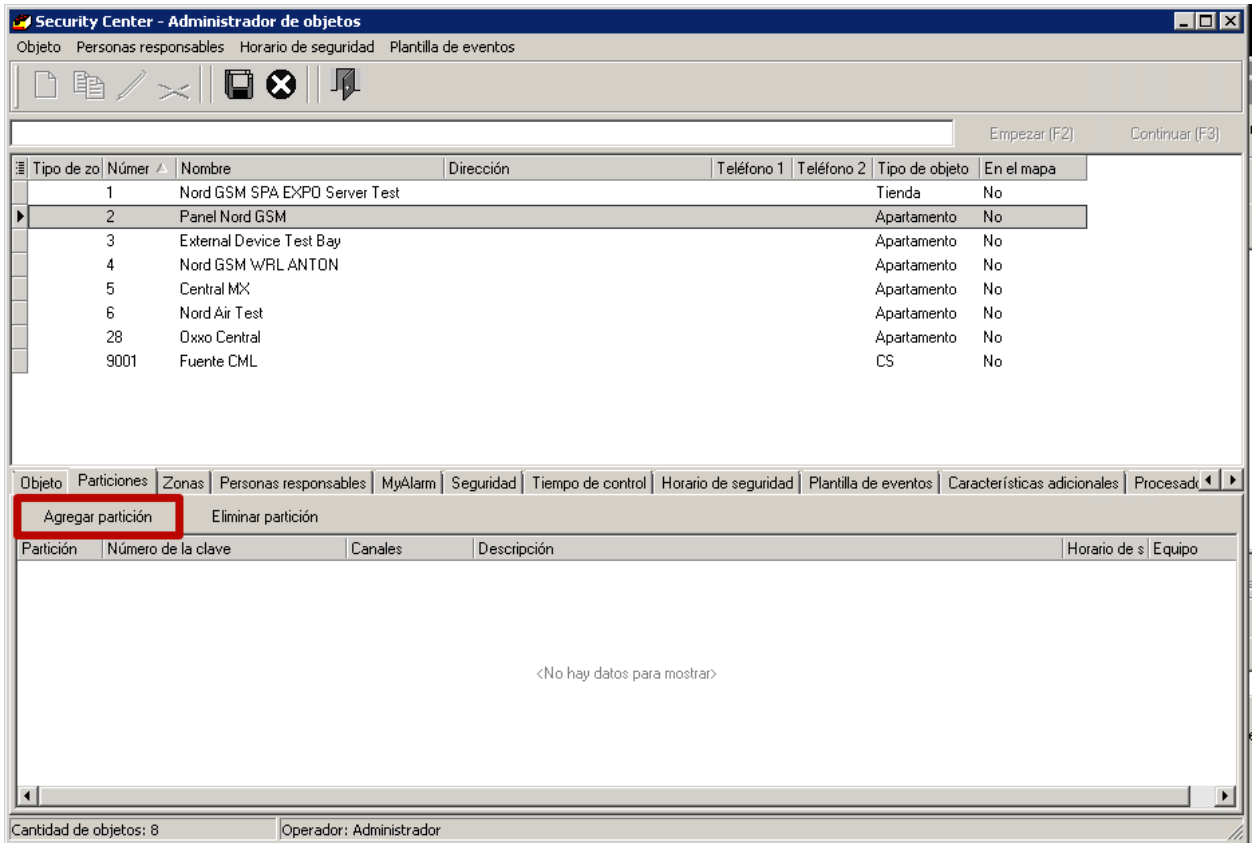 Security Center - Administrador de objetos
Objeto Personas responsables Horario de seguridad Plantilla de eventos
Empezar (F2) Continuar (F3)
Tipo de zo Númer Nombre Dirección Teléfono 1 Teléfono 2 Tipo de objeto En el mapa
1 Nord GSM SPA EXPO Server Test Tienda No
2 Panel Nord GSM Apartamento No
3 External Device Test Bay Apartamento No
4 Nord GSM WRL ANTON Apartamento No
5 Central MX Apartamento No
6 Nord Air Test Apartamento No
28 Oxxo Central Apartamento No
9001 Fuente CML CS No
Objeto Particiones Zonas Personas responsables MyAlarm Seguridad Tiempo de control Horario de seguridad Plantilla de eventos Características adicionales Procesado
Agregar partición Eliminar partición
Partición Número de la clave Canales Descripción Horario de s Equipo
<No hay datos para mostrar>
Cantidad de objetos: 8 Operador: Administrador